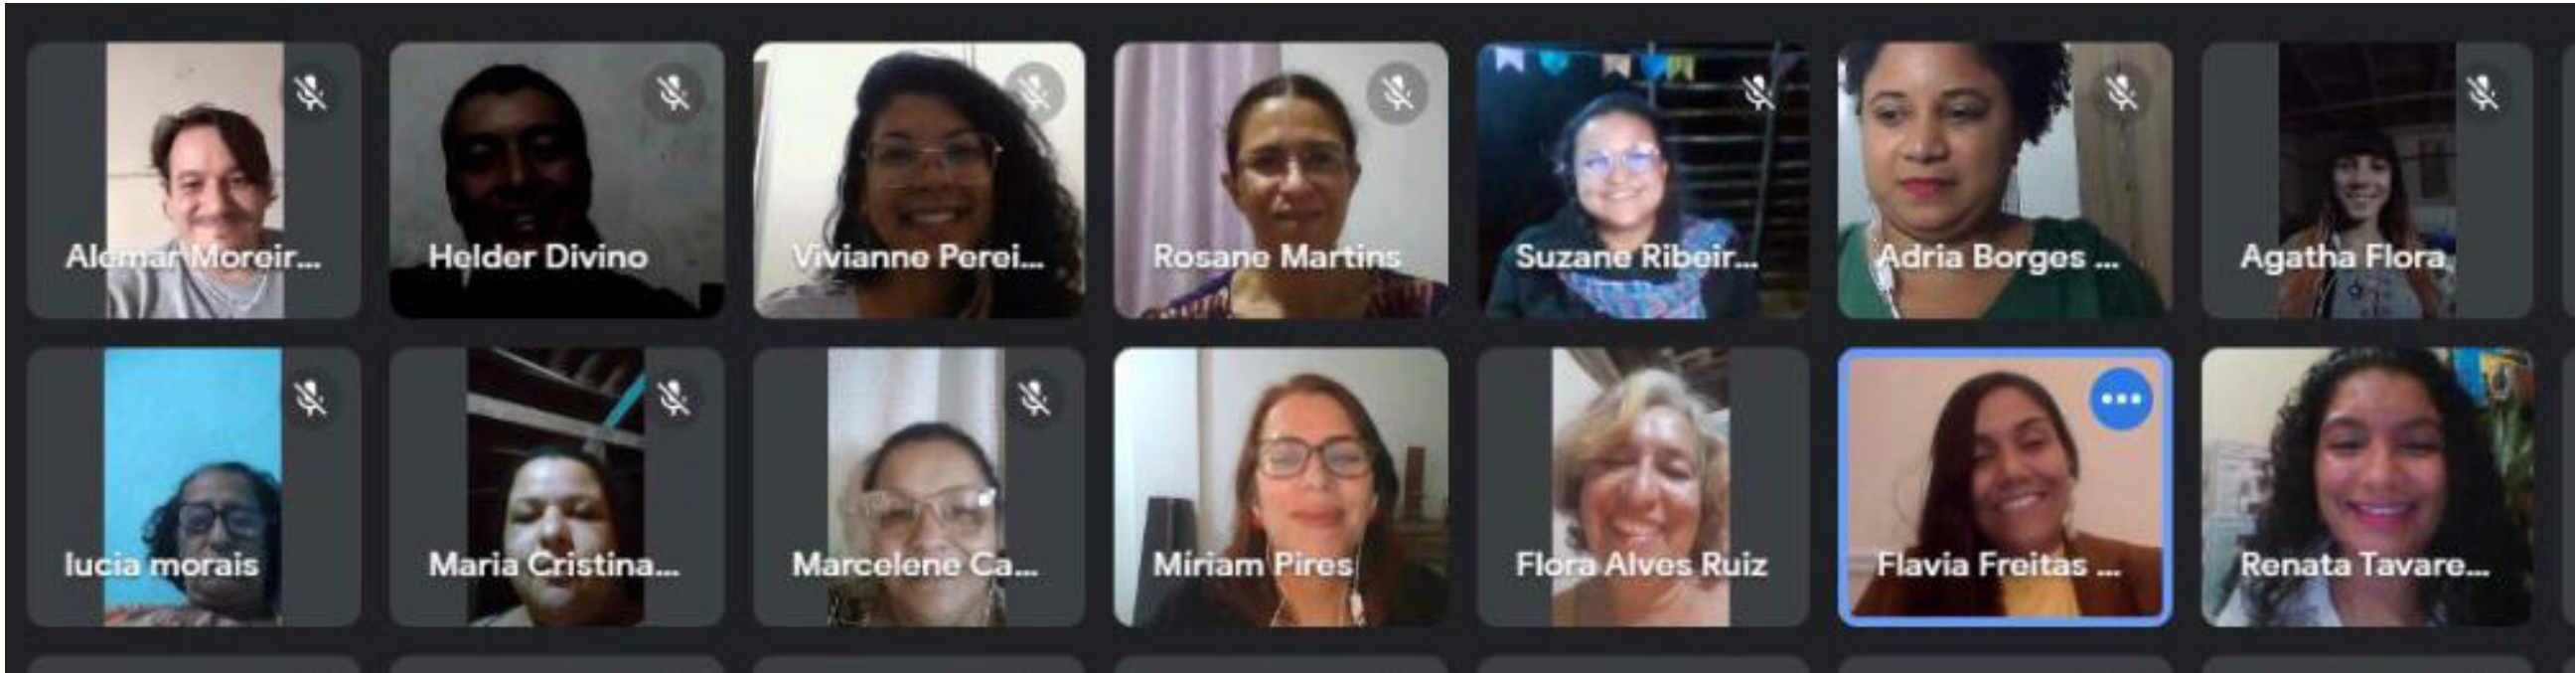 Alemar Moreir...
Helder Divino
Vivianne Perei...
Rosane Martins
Suzane Ribeir...
Adria Borges ...
Agatha Flora
lucia morais
Maria Cristina...
Marcelene Ca...
Míriam Pires
Flora Alves Ruiz
Flavia Freitas ...
Renata Tavare...